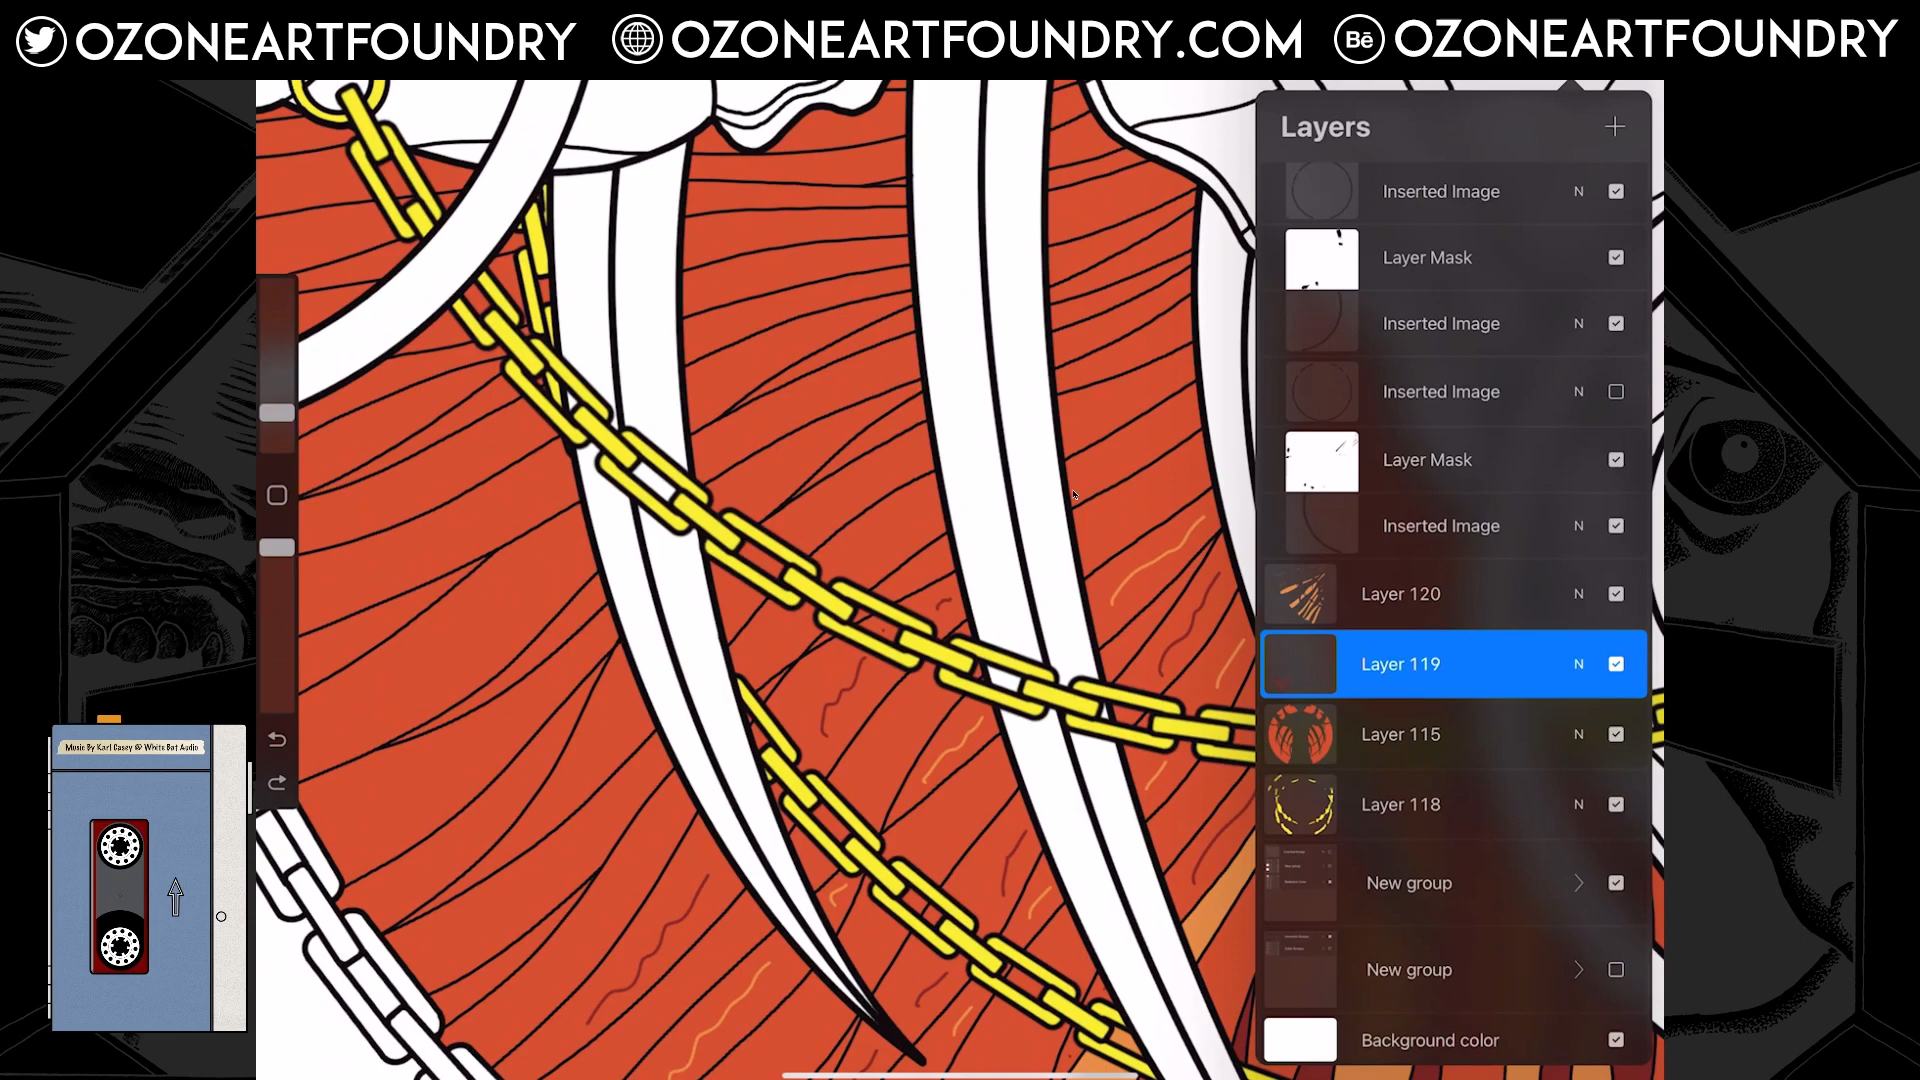 OZONEARTFOUNDRY
OZONEARTFOUNDRY.COM
Bē OZONEARTFOUNDRY
Layers
Inserted Image N
Layer Mask
Inserted Image N
Inserted Image N
Layer Mask
Inserted Image N
Layer 120 N
Layer 119 N
Layer 115 N
Layer 118 N
New group
New group
Background color
Music By Karl Casey @ White Bat Audio